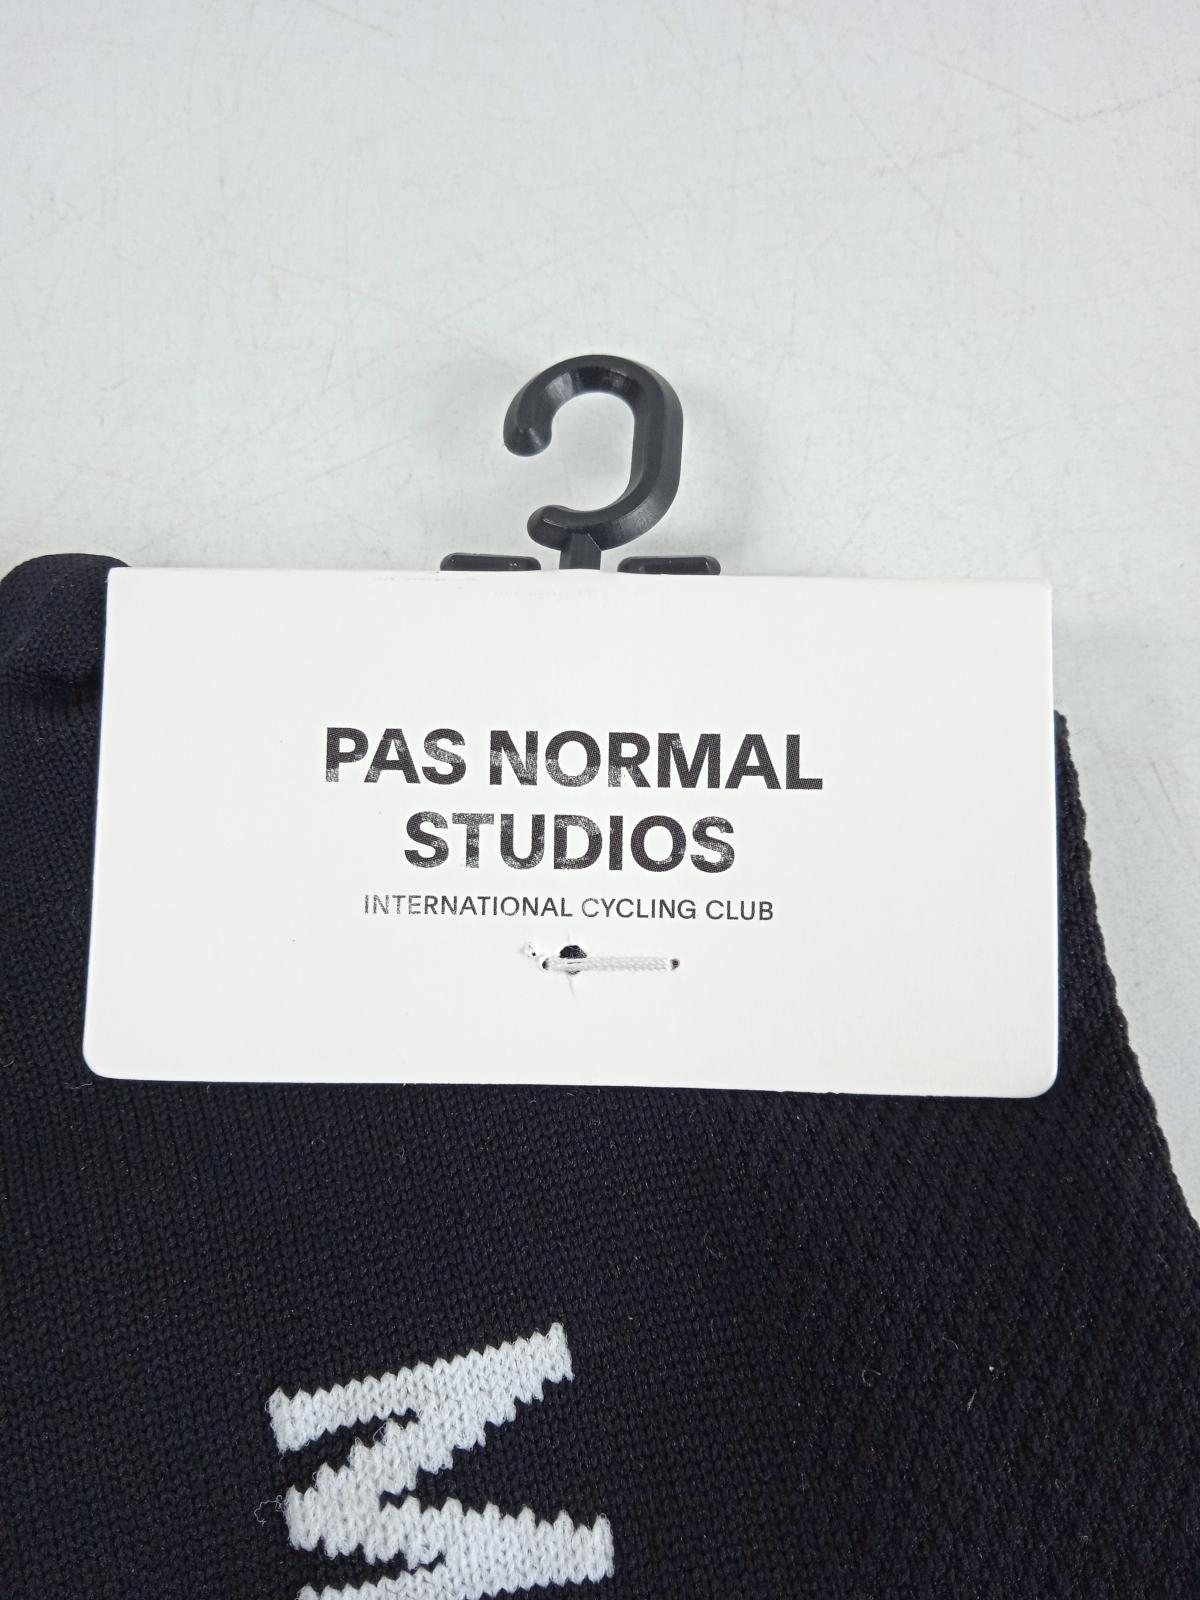 PAS NORMAL
STUDIOS
INTERNATIONAL CYCLING CLUB
M